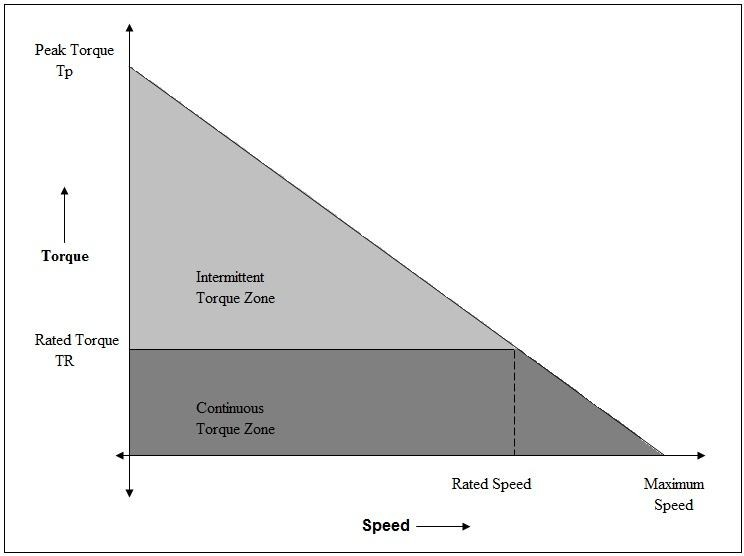 Peak Torque
Tp
Torque
Intermittent
Torque Zone
Rated Torque
TR
Continuous
Torque Zone
Rated Speed
Maximum
Speed
Speed